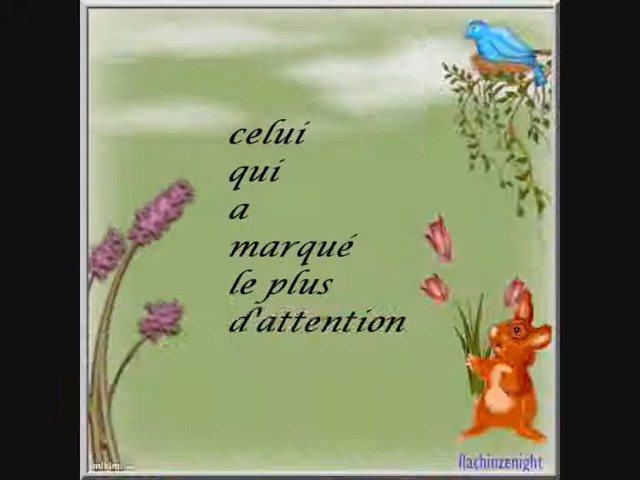 celui
qui
a
marqué
le plus
d'attention
flachinzenight